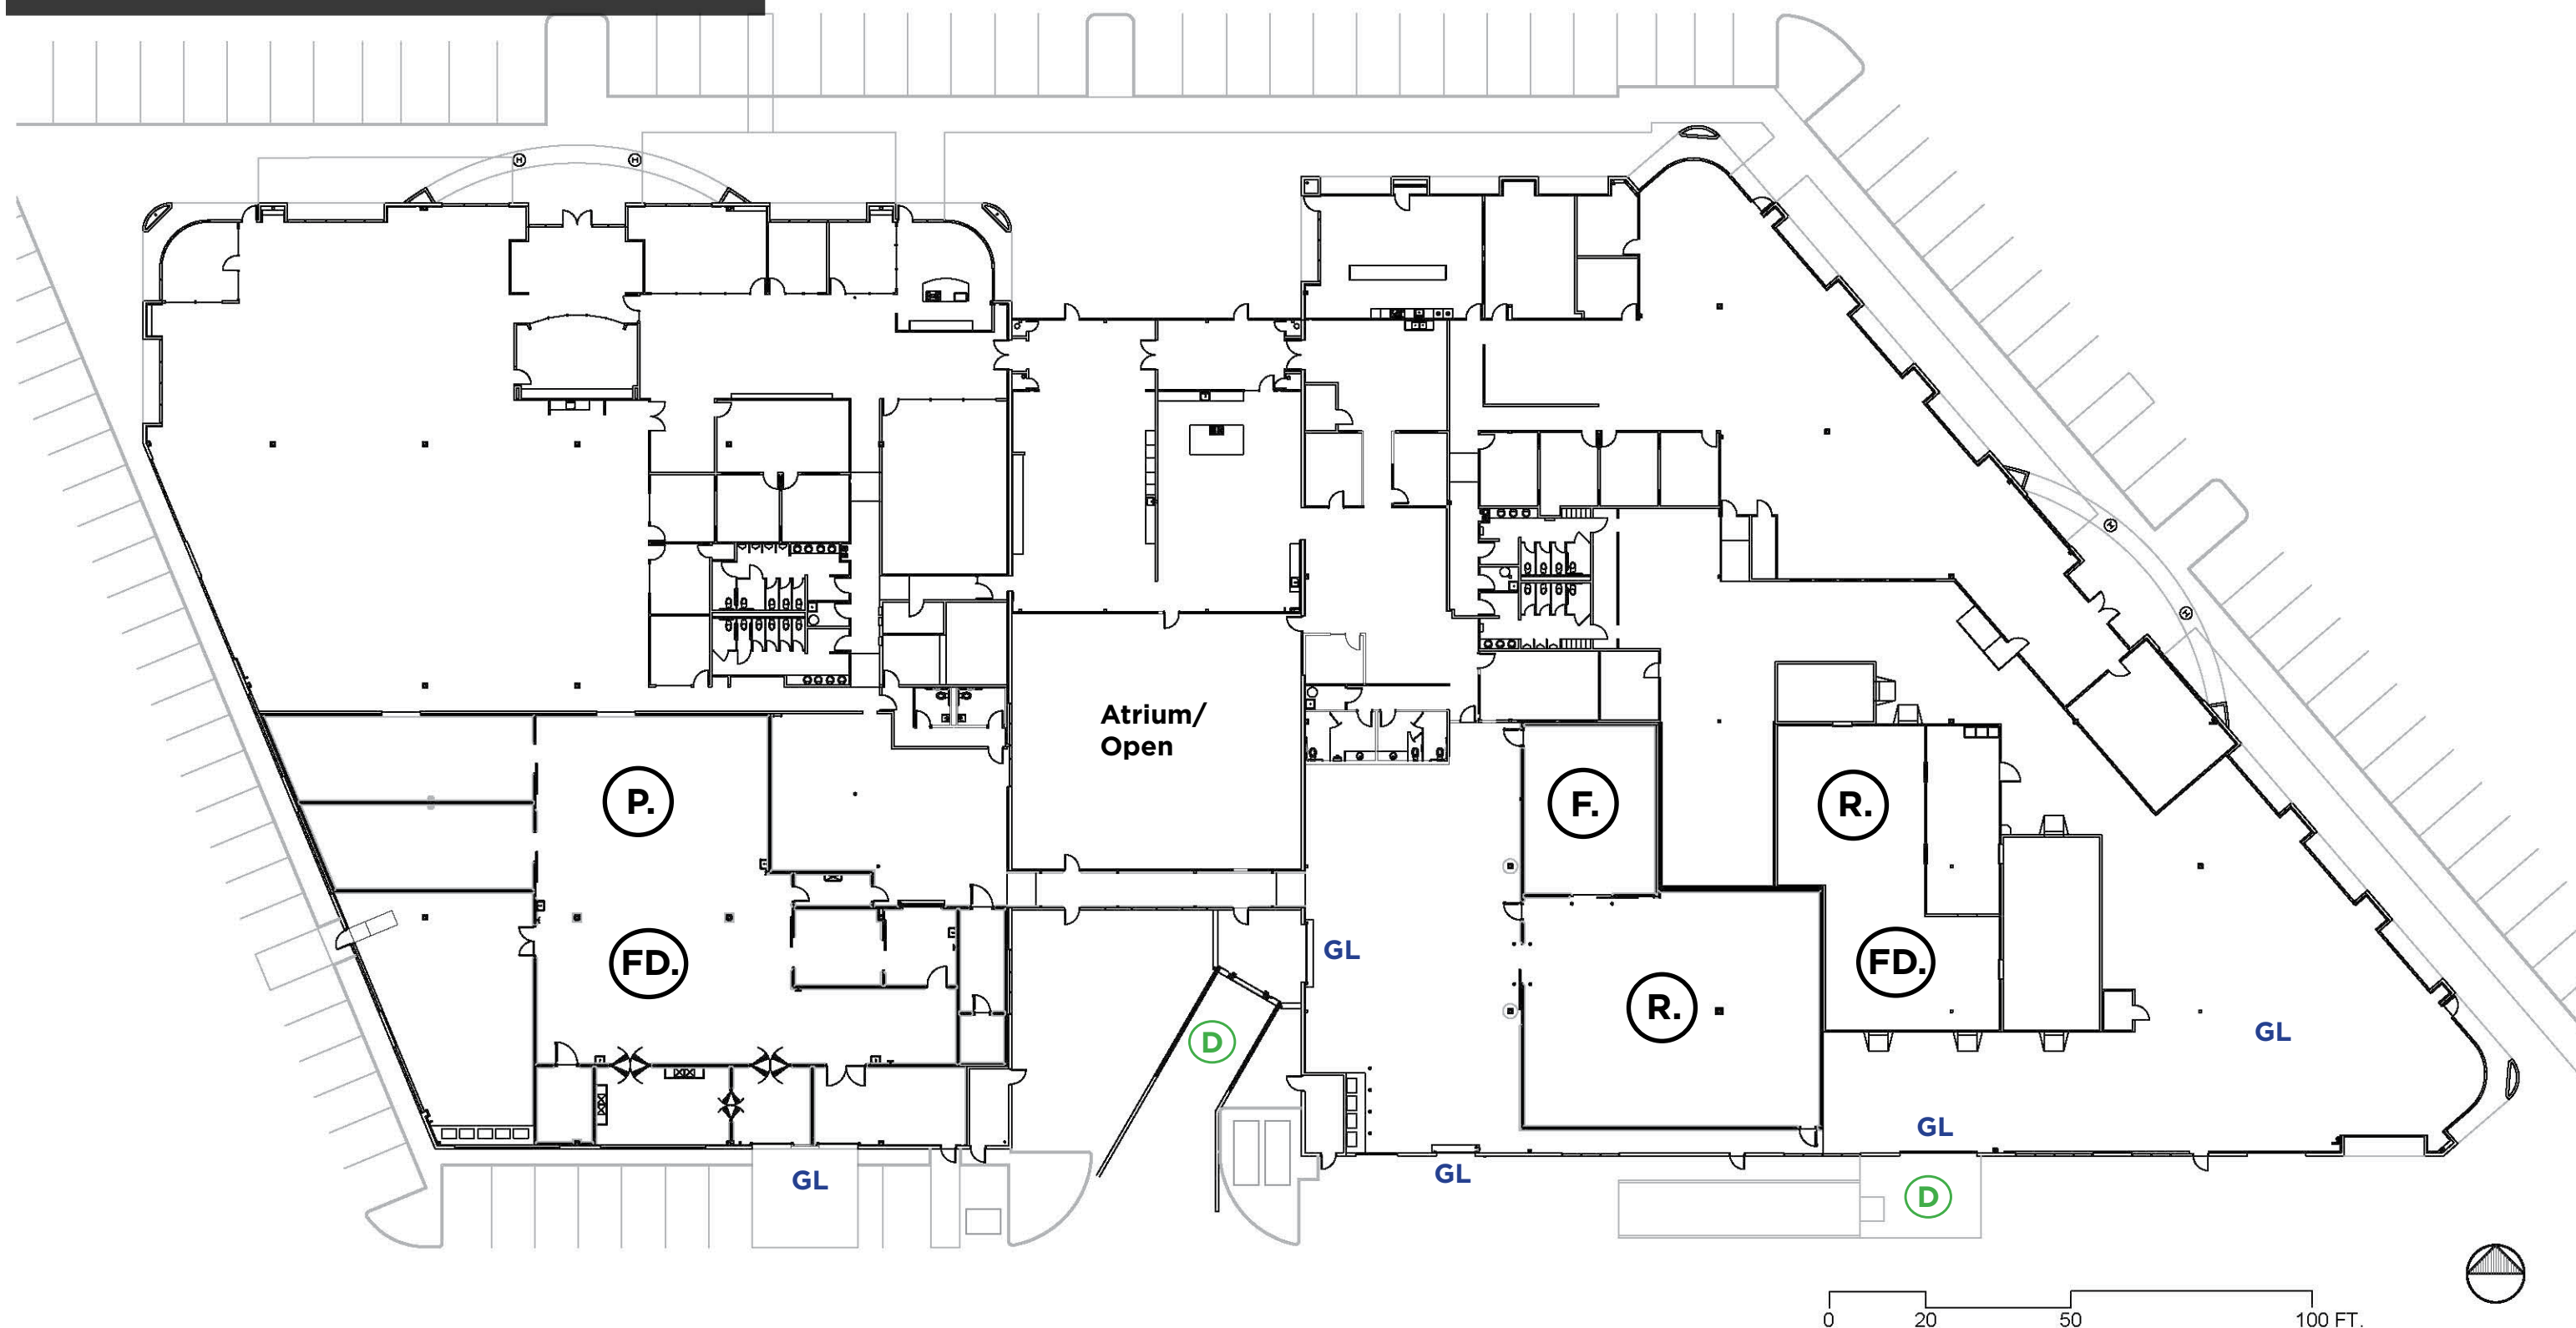 Atrium/
Open
P.
F.
R.
FD.
FD.
R.
GL
D
GL
GL
GL
GL
D
H
H
H
H
0 20 50 100 FT.